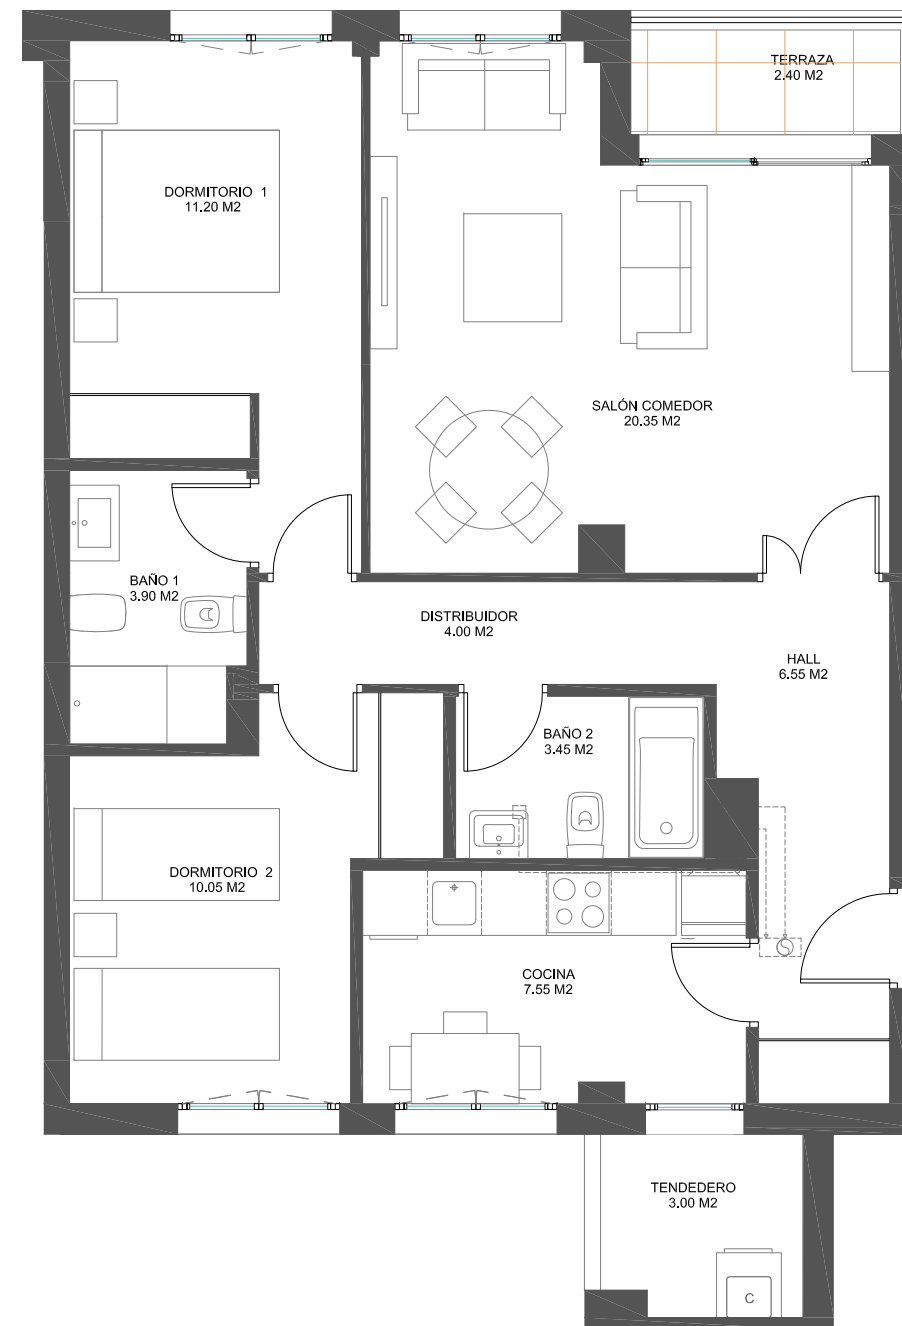 TERRAZA
2.40 M2
DORMITORIO 1
11.20 M2
SALÓN COMEDOR
20.35 M2
BAÑO 1
3.90 M2
DISTRIBUIDOR
4.00 M2
HALL
6.55 M2
BAÑO 2
3.45 M2
DORMITORIO 2
10.05 M2
COCINA
7.55 M2
TENDEDERO
3.00 M2
C